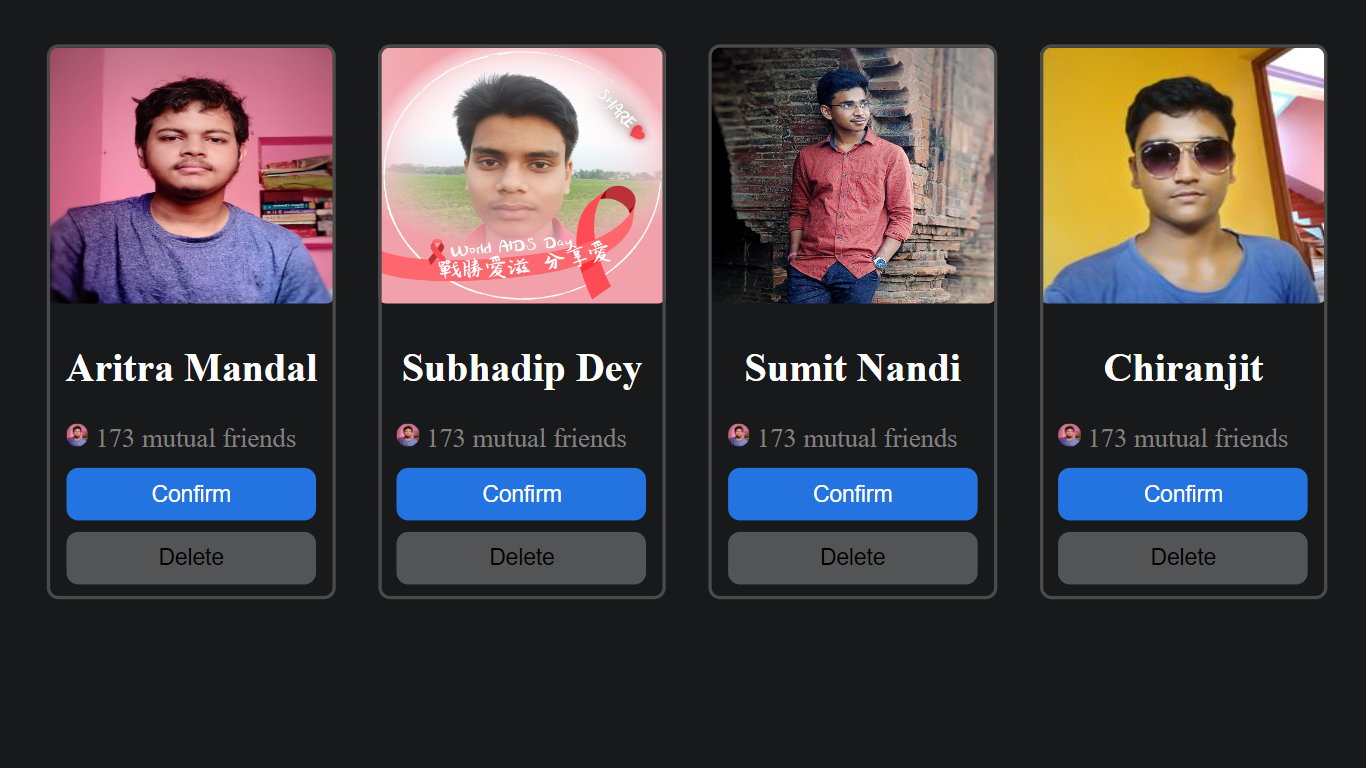 SHARE
World AIDS Day
戰勝愛滋 分享愛
Aritra Mandal
173 mutual friends
Confirm
Delete
Subhadip Dey
173 mutual friends
Confirm
Delete
Sumit Nandi
173 mutual friends
Confirm
Delete
Chiranjit
173 mutual friends
Confirm
Delete